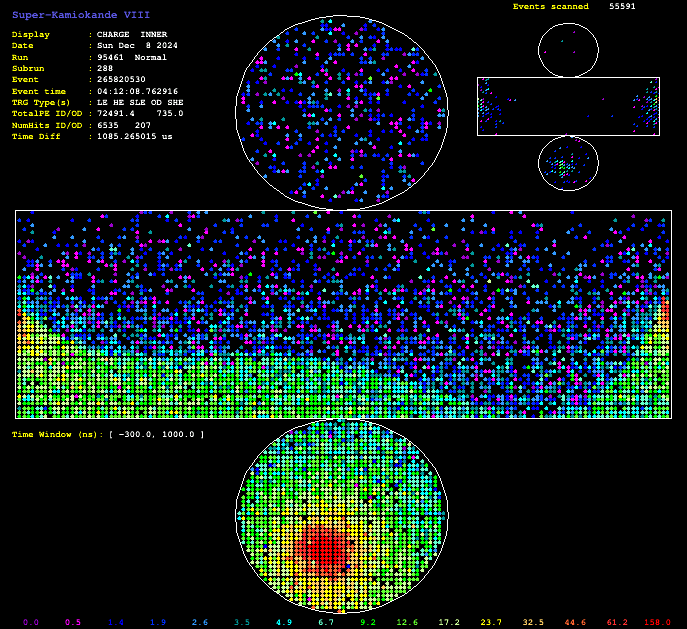 Super-Kamiokande VIII
Events scanned 55591
Display : CHARGE INNER
Date : Sun Dec 8 2024
Run : 95461 Normal
Subrun : 288
Event : 265820530
Event time : 04:12:08.762916
TRG Type(s) : LE HE SLE OD SHE
TotalPE ID/OD : 72491.4 735.0
NumHits ID/OD : 6535 207
Time Diff : 1085.265015 us
Time Window (ns): [ -300.0, 1000.0 ]
0.0 0.5 1.4 1.9 2.6 3.5 4.9 6.7 9.2 12.6 17.2 23.7 32.5 44.6 61.2